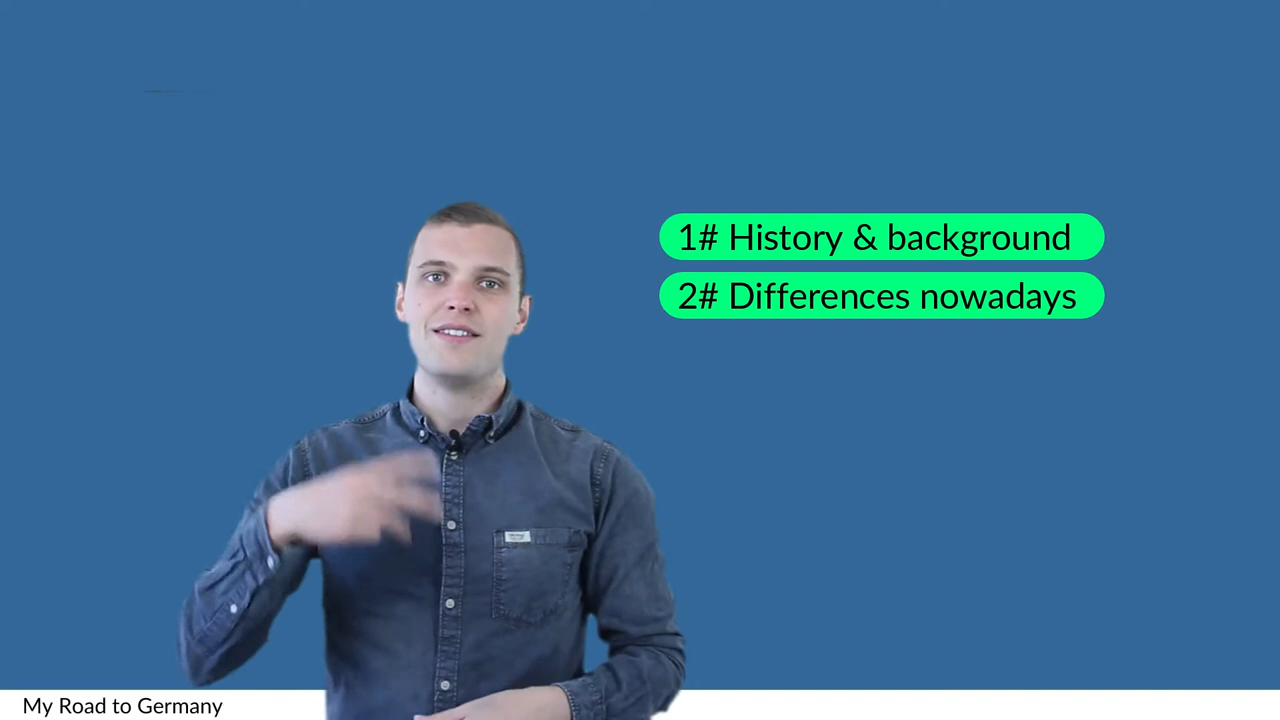 1# History & background
2# Differences nowadays
My Road to Germany